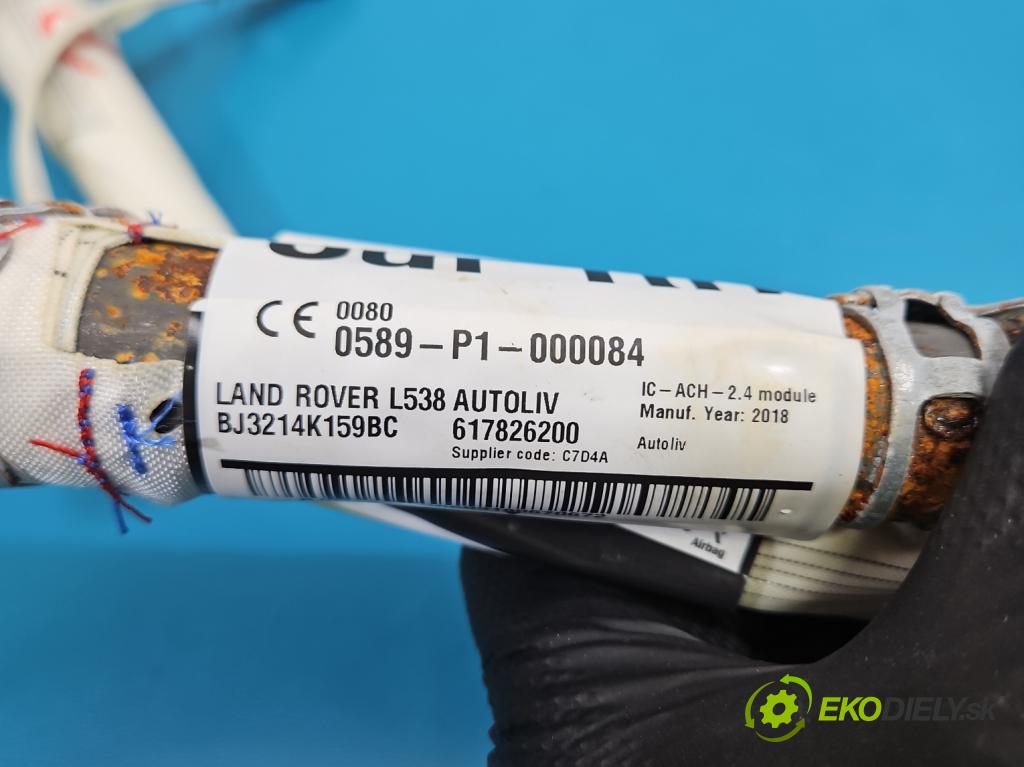 CE 0080
0589-P1-000084
LAND ROVER L538 AUTOLIV
BJ3214K159BC 617826200
Supplier code: C7D4A
IC-ACH-2.4 module
Manuf. Year: 2018
Autoliv
Airbag
EKODIELY.sk